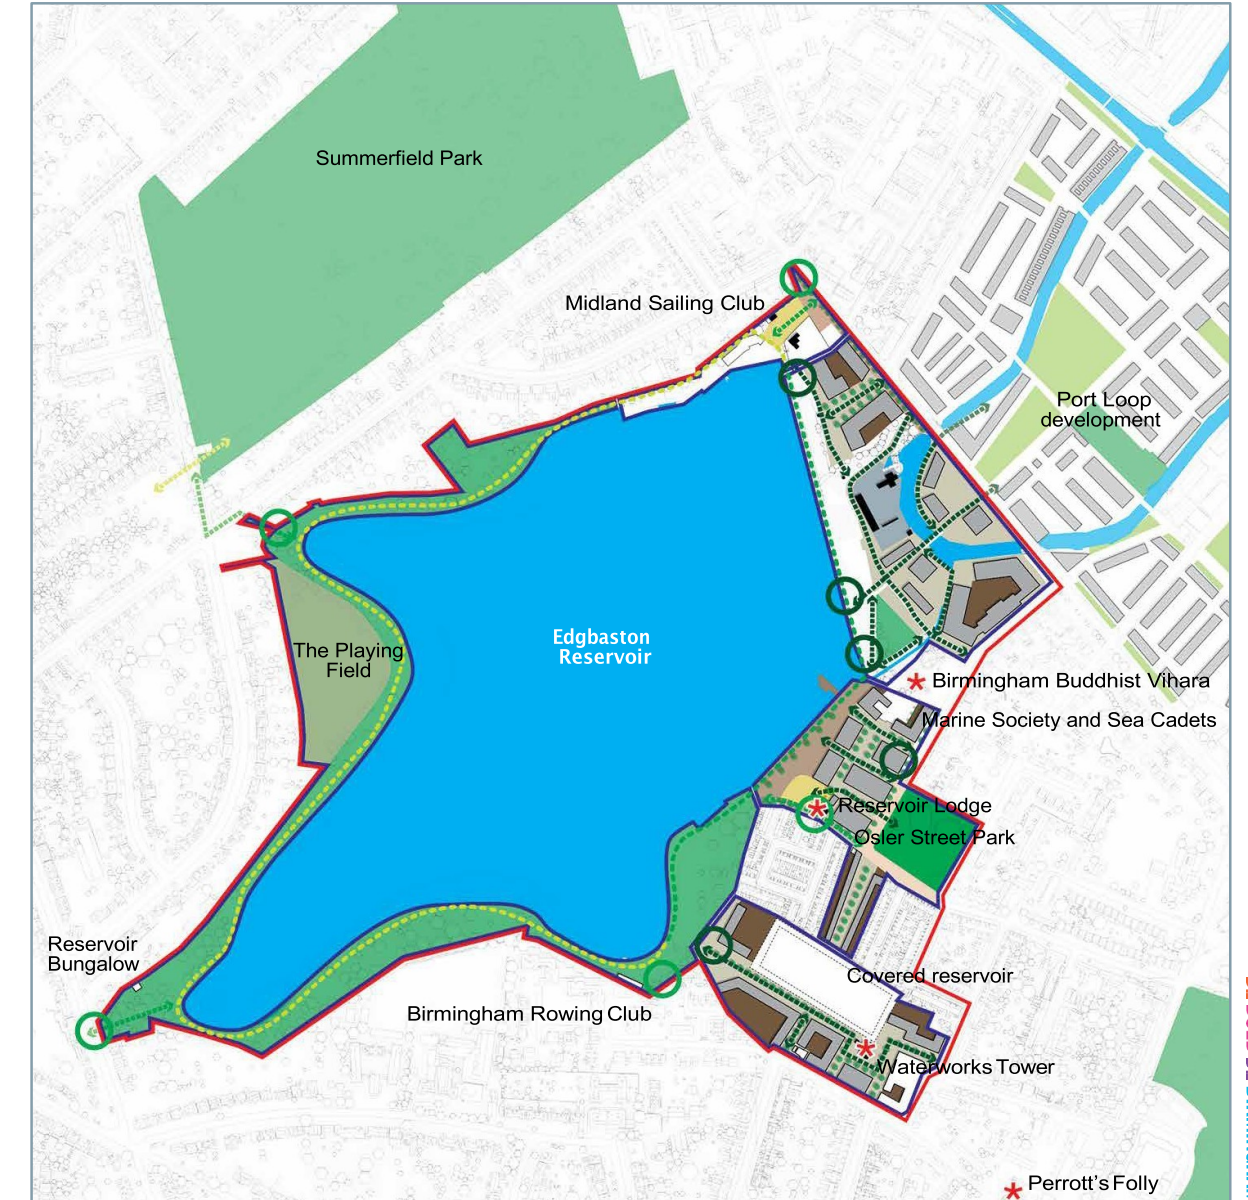 Summerfield Park
Midland Sailing Club
Port Loop
development
Edgbaston
Reservoir
The Playing
Field
Birmingham Buddhist Vihara
Marine Society and Sea Cadets
Reservoir Lodge
Osler Street Park
Reservoir
Bungalow
Covered reservoir
Birmingham Rowing Club
Waterworks Tower
Perrott's Folly